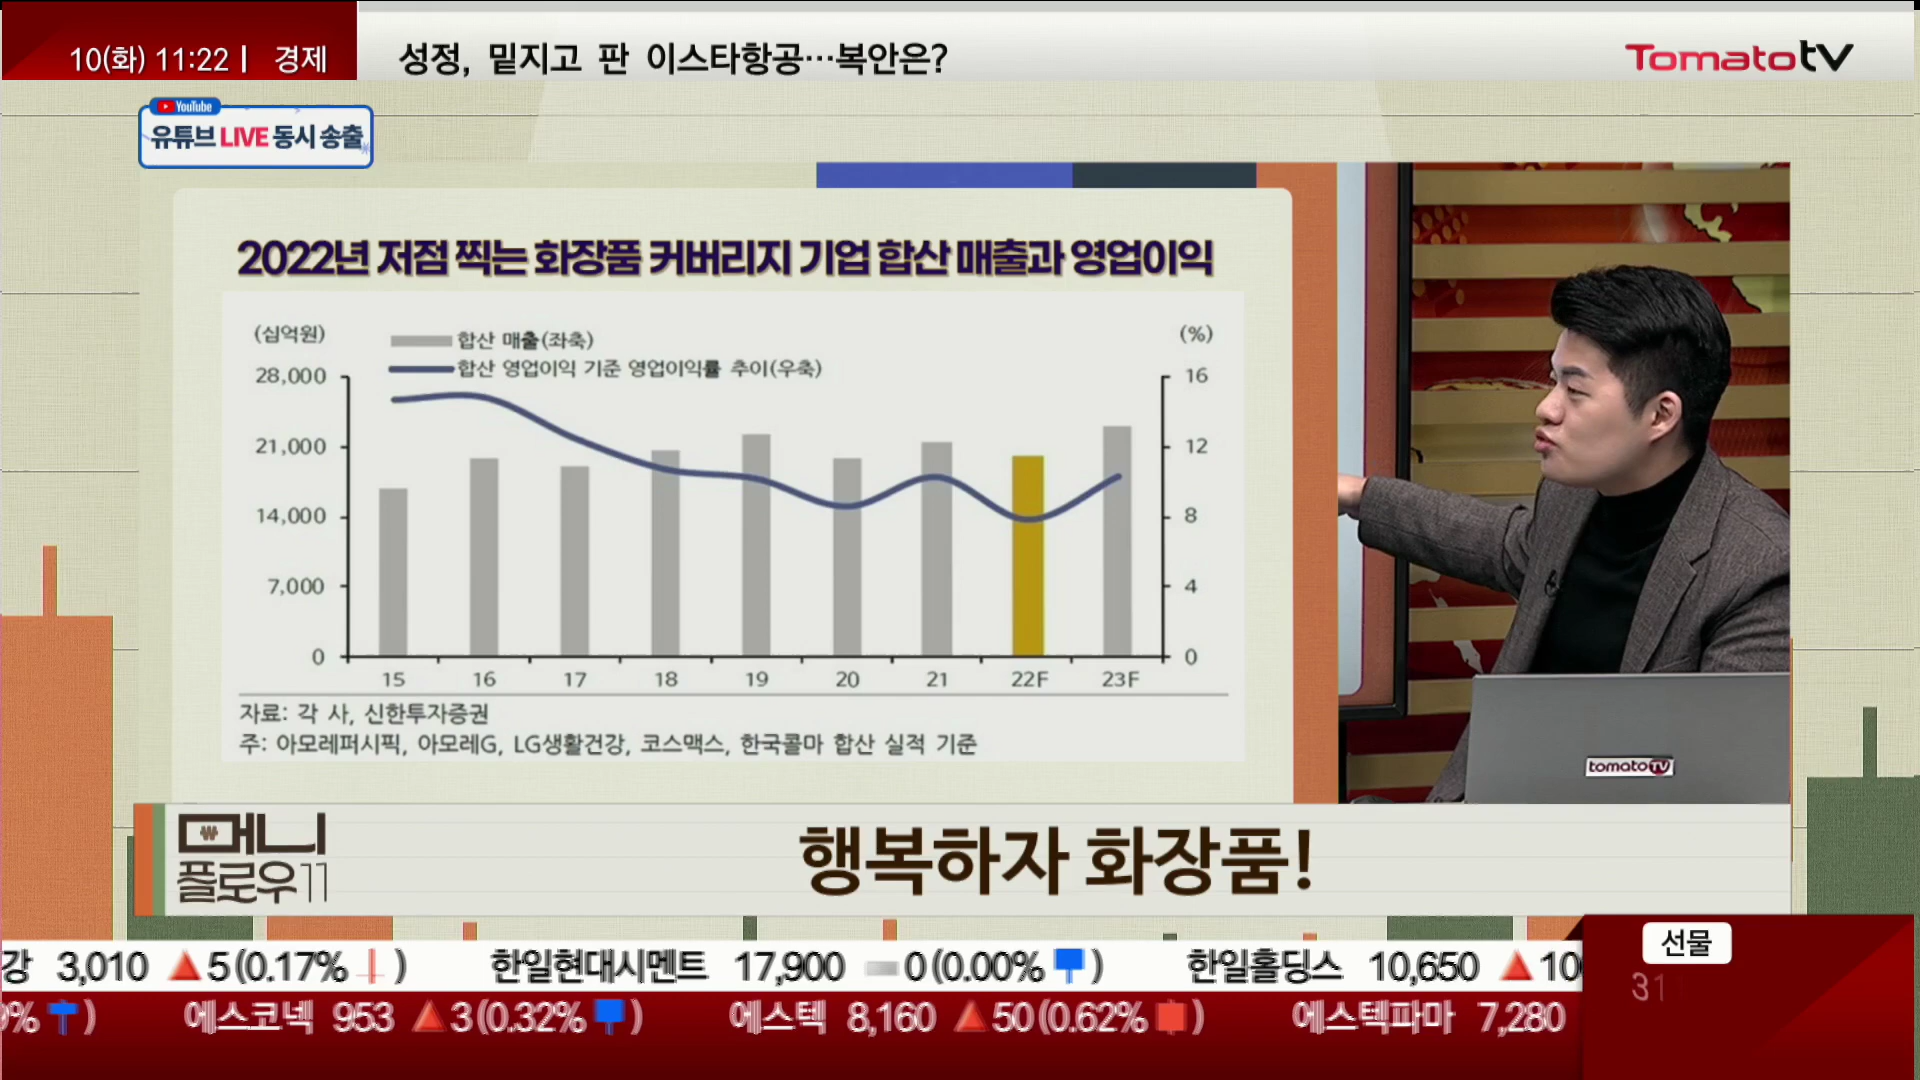 10(화) 11:22 | 경제
성정, 밑지고 판 이스타항공…복안은?
Tomatotv
YouTube
유튜브 LIVE 동시 송출
2022년 저점 찍는 화장품 커버리지 기업 합산 매출과 영업이익
(십억원)
(%)
합산 매출(좌축)
합산 영업이익 기준 영업이익률 추이(우축)
28,000
21,000
14,000
7,000
0
16
12
8
4
0
15 16 17 18 19 20 21 22F 23F
자료: 각 사, 신한투자증권
주: 아모레퍼시픽, 아모레G, LG생활건강, 코스맥스, 한국콜마 합산 실적 기준
tomatoTV
머니
플로우11
행복하자 화장품!
강 3,010 ▲5(0.17% ) 한일현대시멘트 17,900 0(0.00% ) 한일홀딩스 10,650 ▲10
9% ) 에스코넥 953 ▲3(0.32% ) 에스텍 8,160 ▲50(0.62% ) 에스텍파마 7,280
선물
31